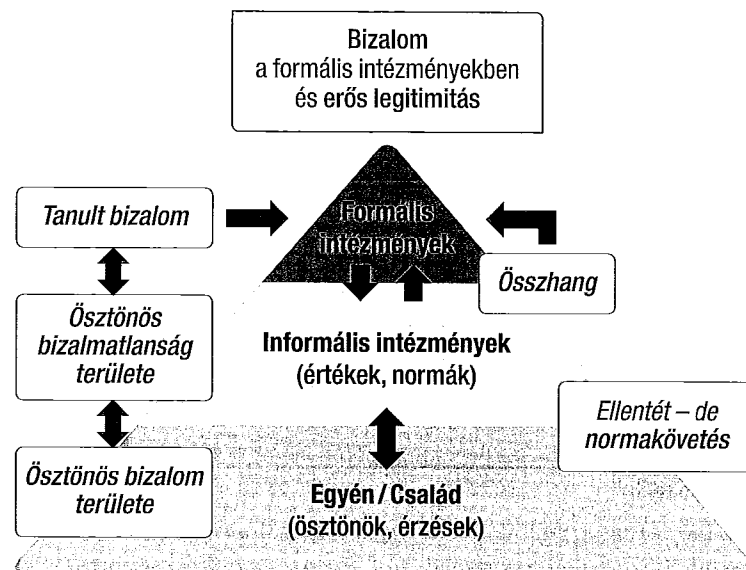 Bizalom
a formális intézményekben
és erős legitimitás
Tanult bizalom
Formális
intézmények
Összhang
Ösztönös
bizalmatlanság
területe
Informális intézmények
(értékek, normák)
Ellentét – de
normakövetés
Ösztönös bizalom
területe
Egyén / Család
(ösztönök, érzések)